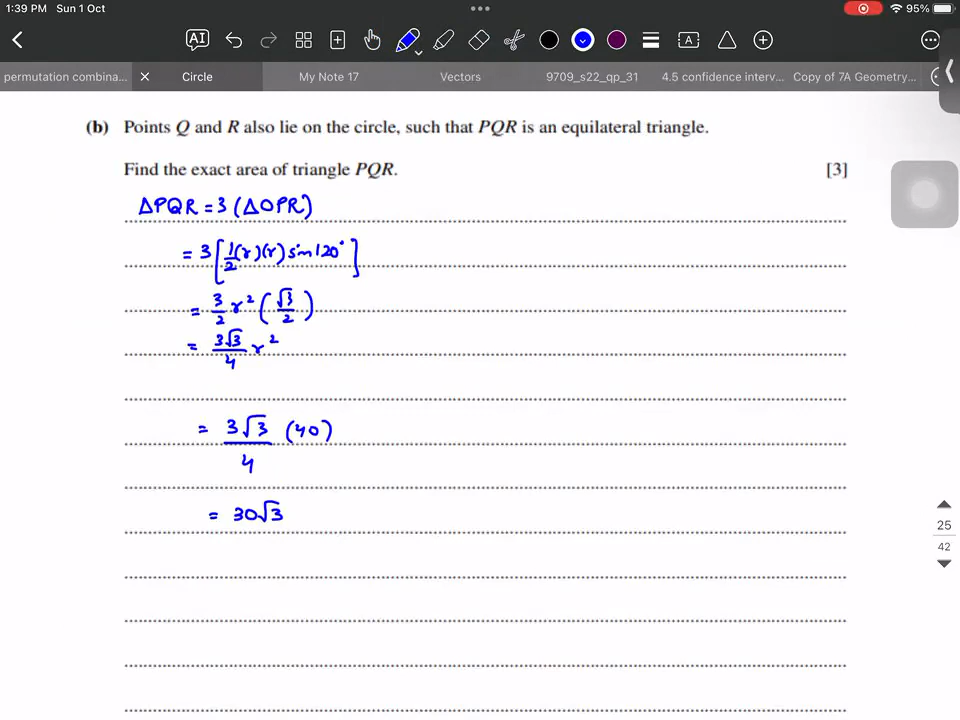 1:39 PM Sun 1 Oct
95%
AI
A
permutation combina...
Circle
My Note 17
Vectors
9709_s22_qp_31
4.5 confidence interv...
Copy of 7A Geometry...
(b) Points Q and R also lie on the circle, such that PQR is an equilateral triangle.
Find the exact area of triangle PQR. [3]
ΔPQR = 3 (ΔOPR)
= 3 [ 1/2 (r)(r) sin 120° ]
= 3/2 r² ( √3/2 )
= 3√3/4 r²
= 3√3/4 (40)
= 30√3
25
42